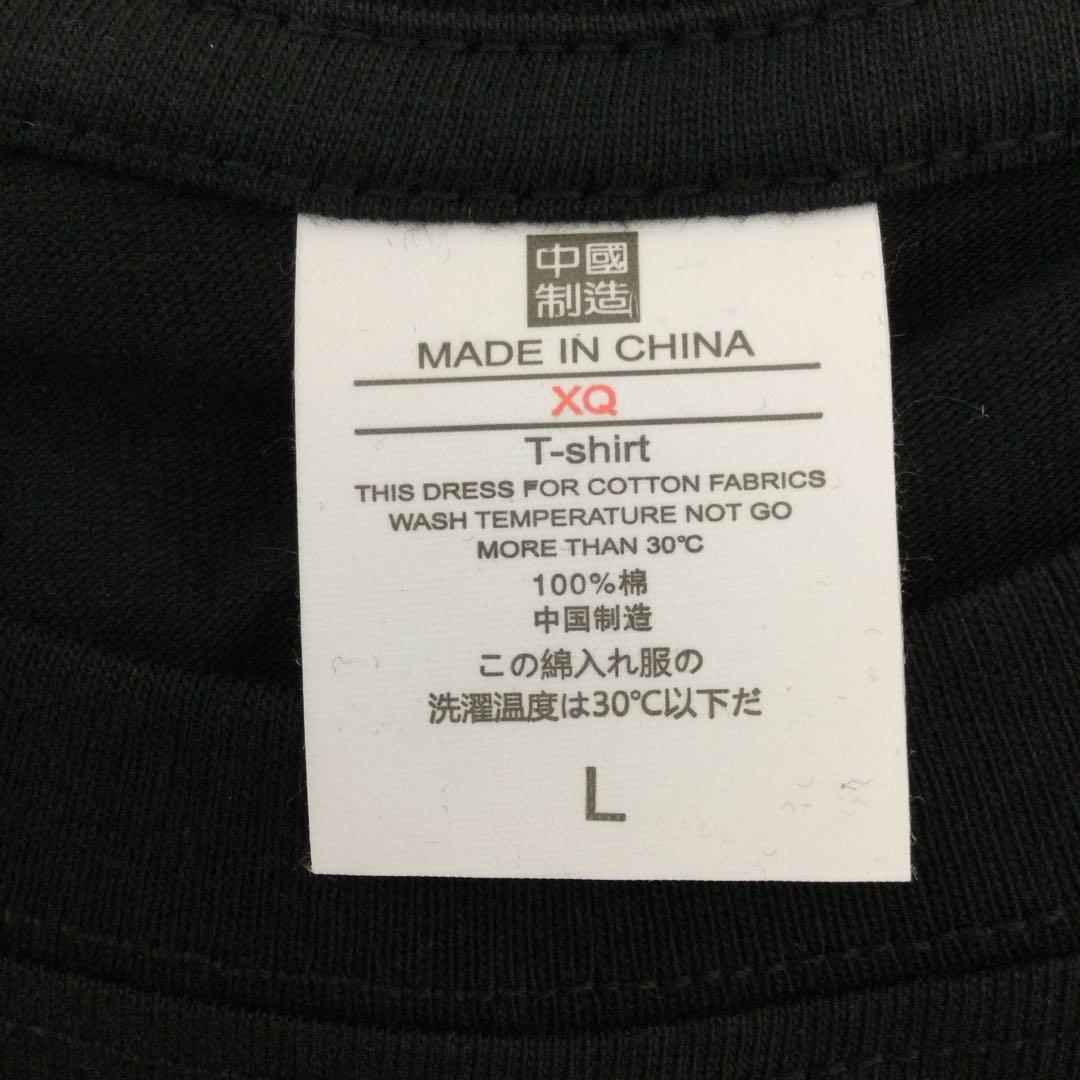 中國
制造
MADE IN CHINA
XQ
T-shirt
THIS DRESS FOR COTTON FABRICS
WASH TEMPERATURE NOT GO
MORE THAN 30℃
100%棉
中国制造
この綿入れ服の
洗濯温度は30℃以下だ
L